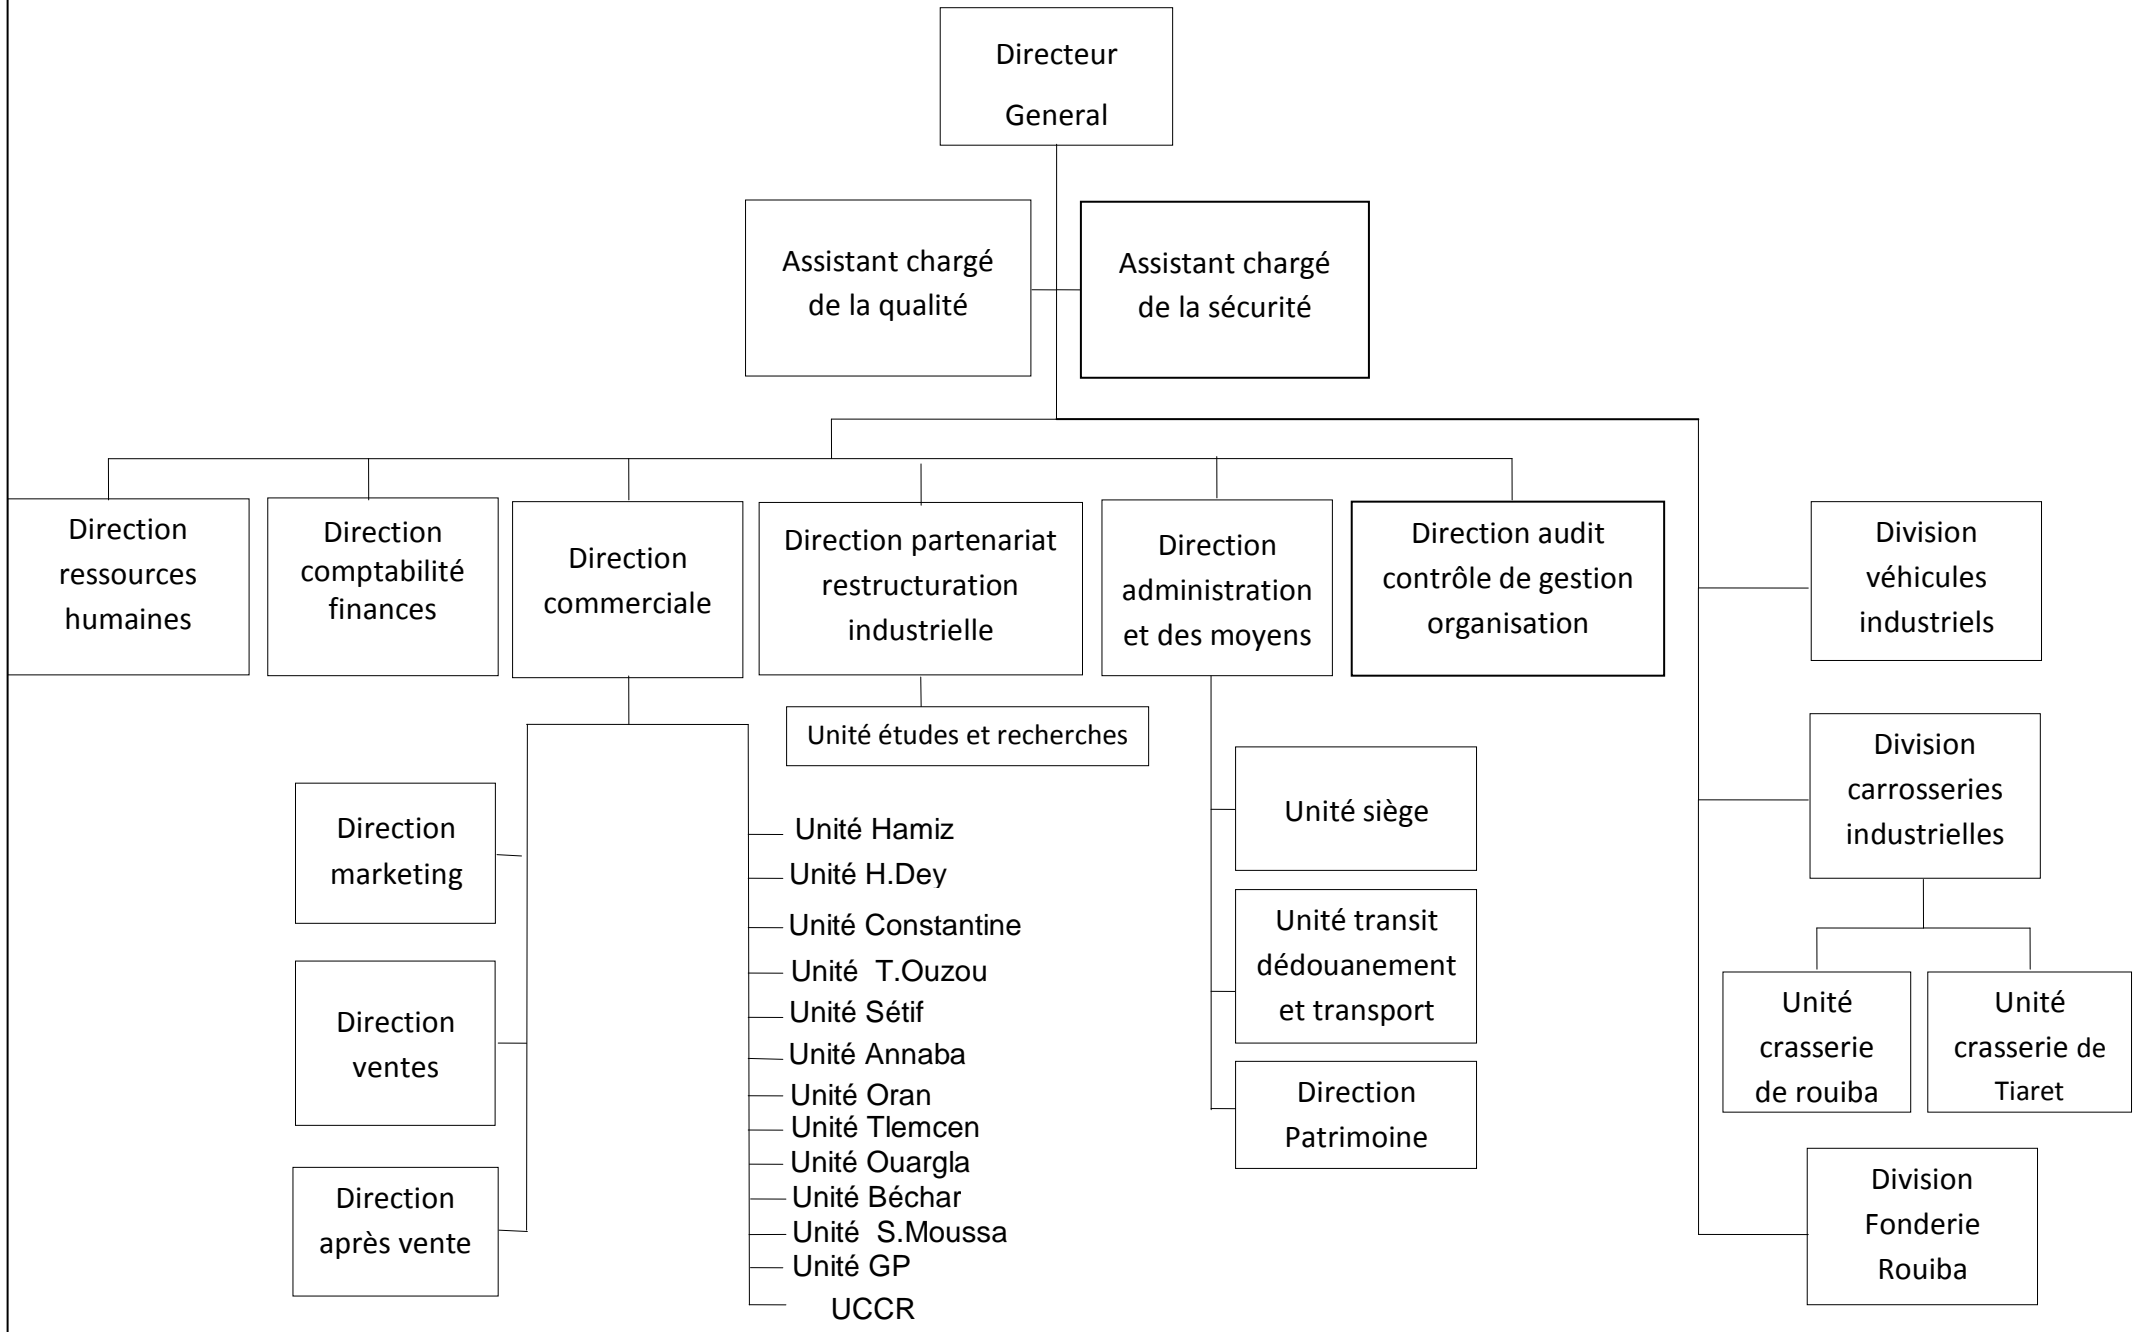 Directeur
General
Assistant chargé
de la qualité
Assistant chargé
de la sécurité
Direction
ressources
humaines
Direction
comptabilité
finances
Direction
commerciale
Direction partenariat
restructuration
industrielle
Direction
administration
et des moyens
Direction audit
contrôle de gestion
organisation
Division
véhicules
industriels
Unité études et recherches
Direction
marketing
Direction
ventes
Direction
après vente
Unité Hamiz
Unité H.Dey
Unité Constantine
Unité T.Ouzou
Unité Sétif
Unité Annaba
Unité Oran
Unité Tlemcen
Unité Ouargla
Unité Béchar
Unité S.Moussa
Unité GP
UCCR
Unité siège
Unité transit
dédouanement
et transport
Direction
Patrimoine
Division
carrosseries
industrielles
Unité
crasserie
de rouiba
Unité
crasserie de
Tiaret
Division
Fonderie
Rouiba